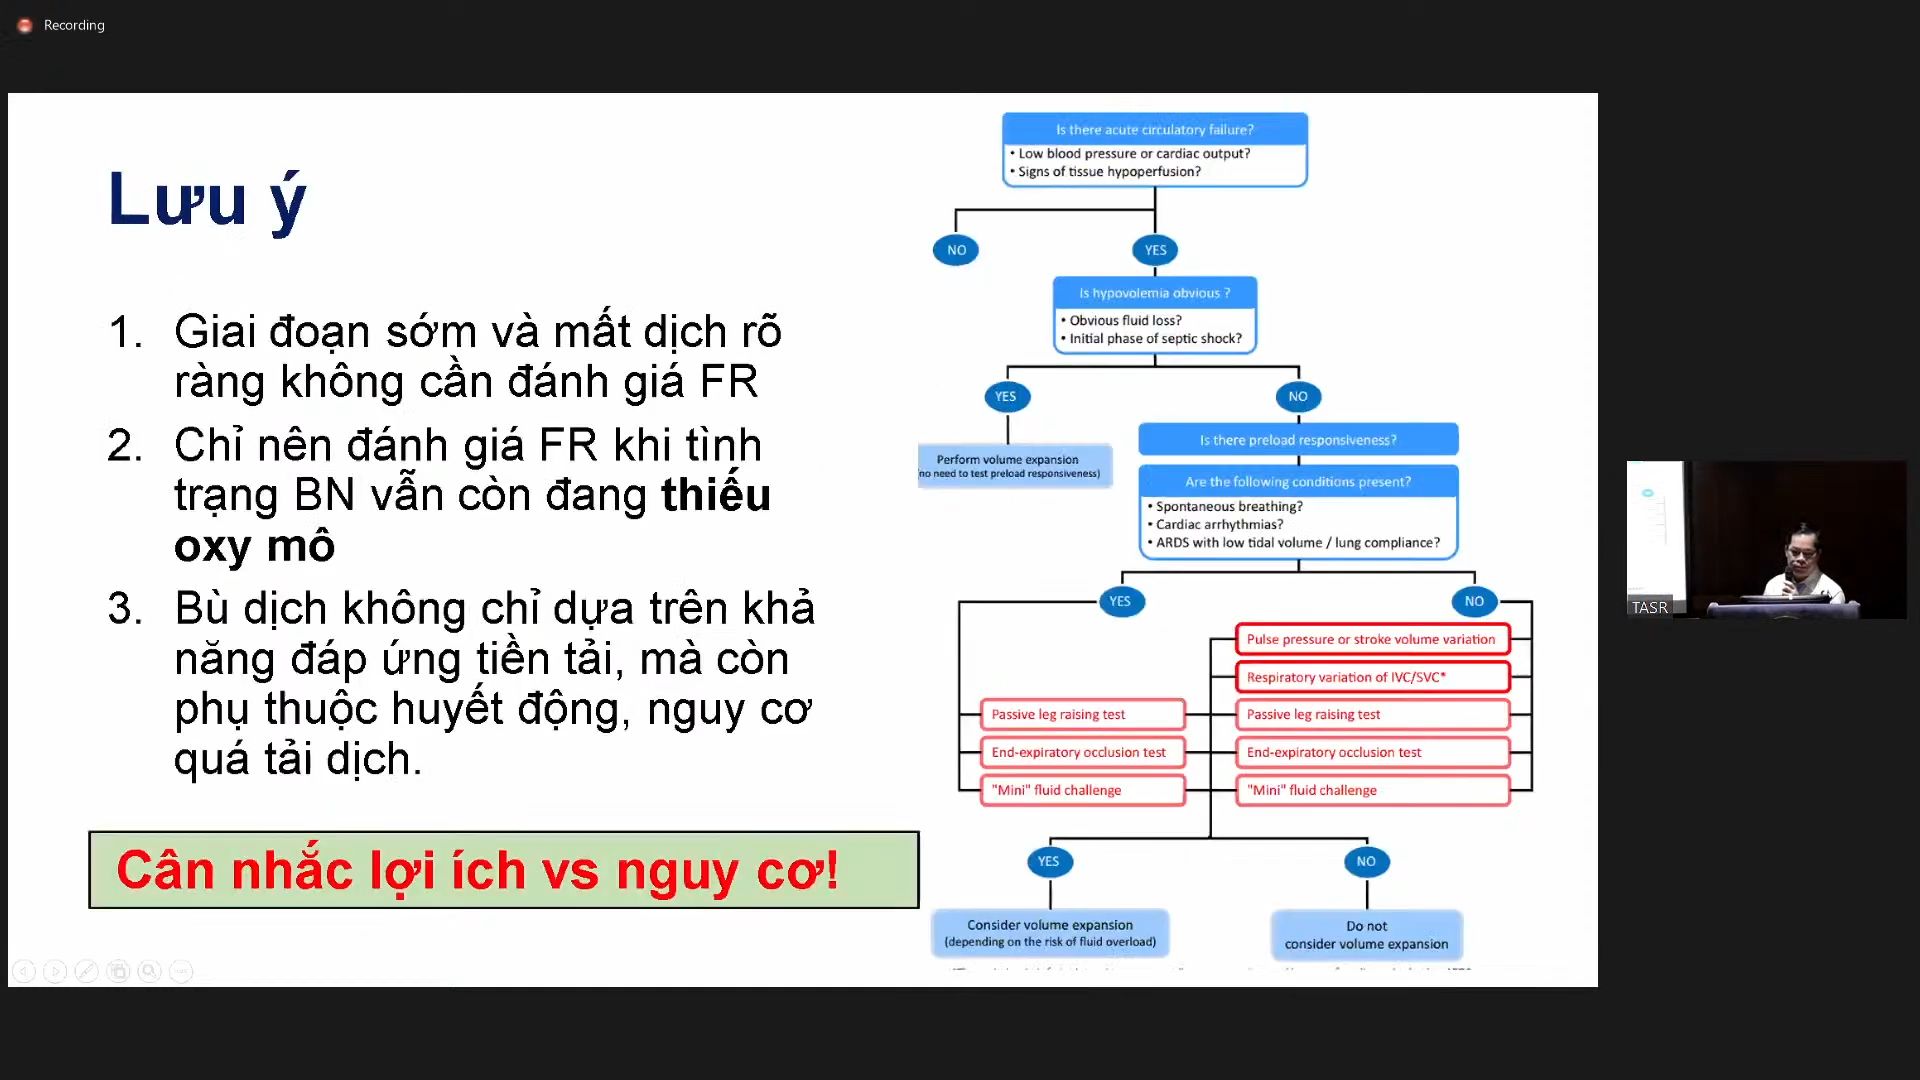 Recording
Lưu ý
1. Giai đoạn sớm và mất dịch rõ
ràng không cần đánh giá FR
2. Chỉ nên đánh giá FR khi tình
trạng BN vẫn còn đang thiếu
oxy mô
3. Bù dịch không chỉ dựa trên khả
năng đáp ứng tiền tải, mà còn
phụ thuộc huyết động, nguy cơ
quá tải dịch.
Cân nhắc lợi ích vs nguy cơ!
Is there acute circulatory failure?
• Low blood pressure or cardiac output?
• Signs of tissue hypoperfusion?
NO
YES
Is hypovolemia obvious ?
• Obvious fluid loss?
• Initial phase of septic shock?
YES
NO
Perform volume expansion
no need to test preload responsiveness)
Is there preload responsiveness?
Are the following conditions present?
• Spontaneous breathing?
• Cardiac arrhythmias?
• ARDS with low tidal volume / lung compliance?
YES
NO
Pulse pressure or stroke volume variation
Respiratory variation of IVC/SVC*
Passive leg raising test
Passive leg raising test
End-expiratory occlusion test
End-expiratory occlusion test
"Mini" fluid challenge
"Mini" fluid challenge
YES
NO
Consider volume expansion
(depending on the risk of fluid overload)
Do not
consider volume expansion
TASR